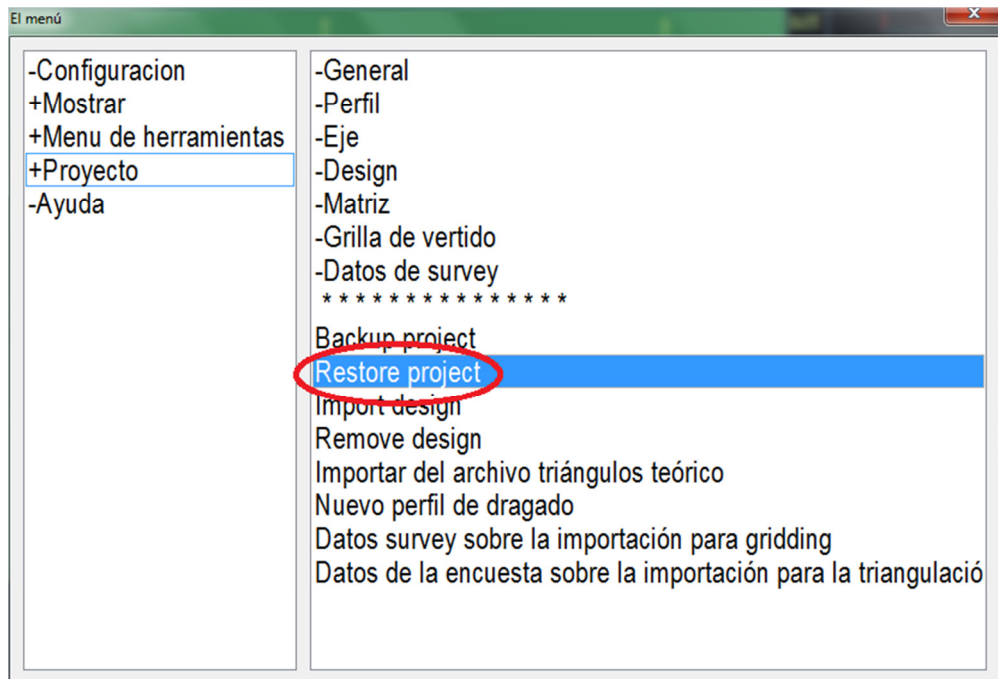 El menú
x
-Configuracion
+Mostrar
+Menu de herramientas
+Proyecto
-Ayuda
-General
-Perfil
-Eje
-Design
-Matriz
-Grilla de vertido
-Datos de survey
* * * * * * * * * * * * * * *
Backup project
Restore project
Import design
Remove design
Importar del archivo triángulos teórico
Nuevo perfil de dragado
Datos survey sobre la importación para gridding
Datos de la encuesta sobre la importación para la triangulació